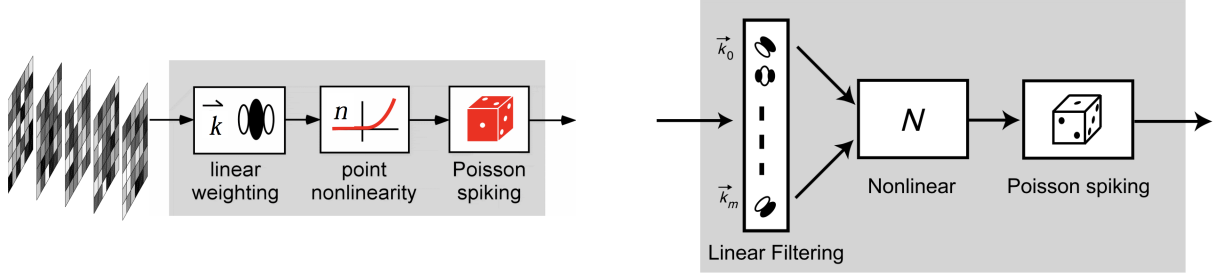 k
n
linear
weighting
point
nonlinearity
Poisson
spiking
k0
km
Linear Filtering
N
Nonlinear
Poisson spiking